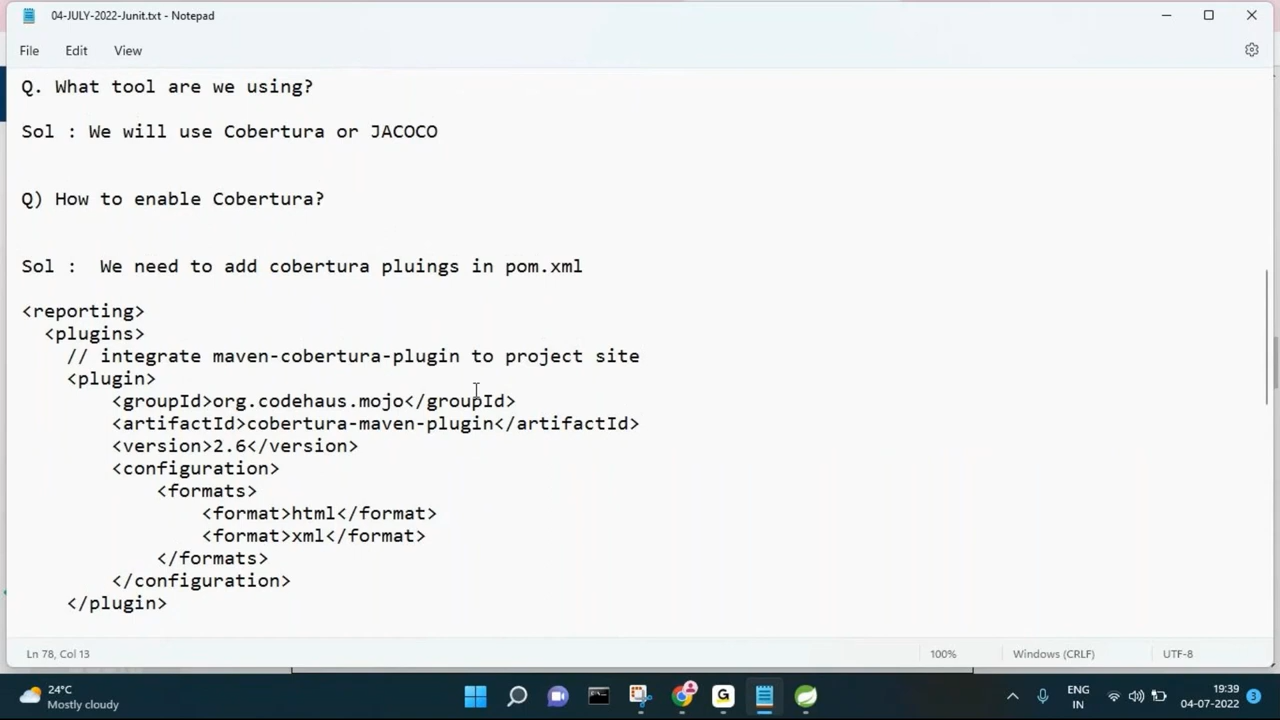 04-JULY-2022-Junit.txt - Notepad
File Edit View
Q. What tool are we using?
Sol : We will use Cobertura or JACOCO
Q) How to enable Cobertura?
Sol :  We need to add cobertura pluings in pom.xml
<reporting>
  <plugins>
    // integrate maven-cobertura-plugin to project site
    <plugin>
        <groupId>org.codehaus.mojo</groupId>
        <artifactId>cobertura-maven-plugin</artifactId>
        <version>2.6</version>
        <configuration>
            <formats>
                <format>html</format>
                <format>xml</format>
            </formats>
        </configuration>
    </plugin>
Ln 78, Col 13 100% Windows (CRLF) UTF-8
24°C
Mostly cloudy
ENG
IN
19:39
04-07-2022
3
G